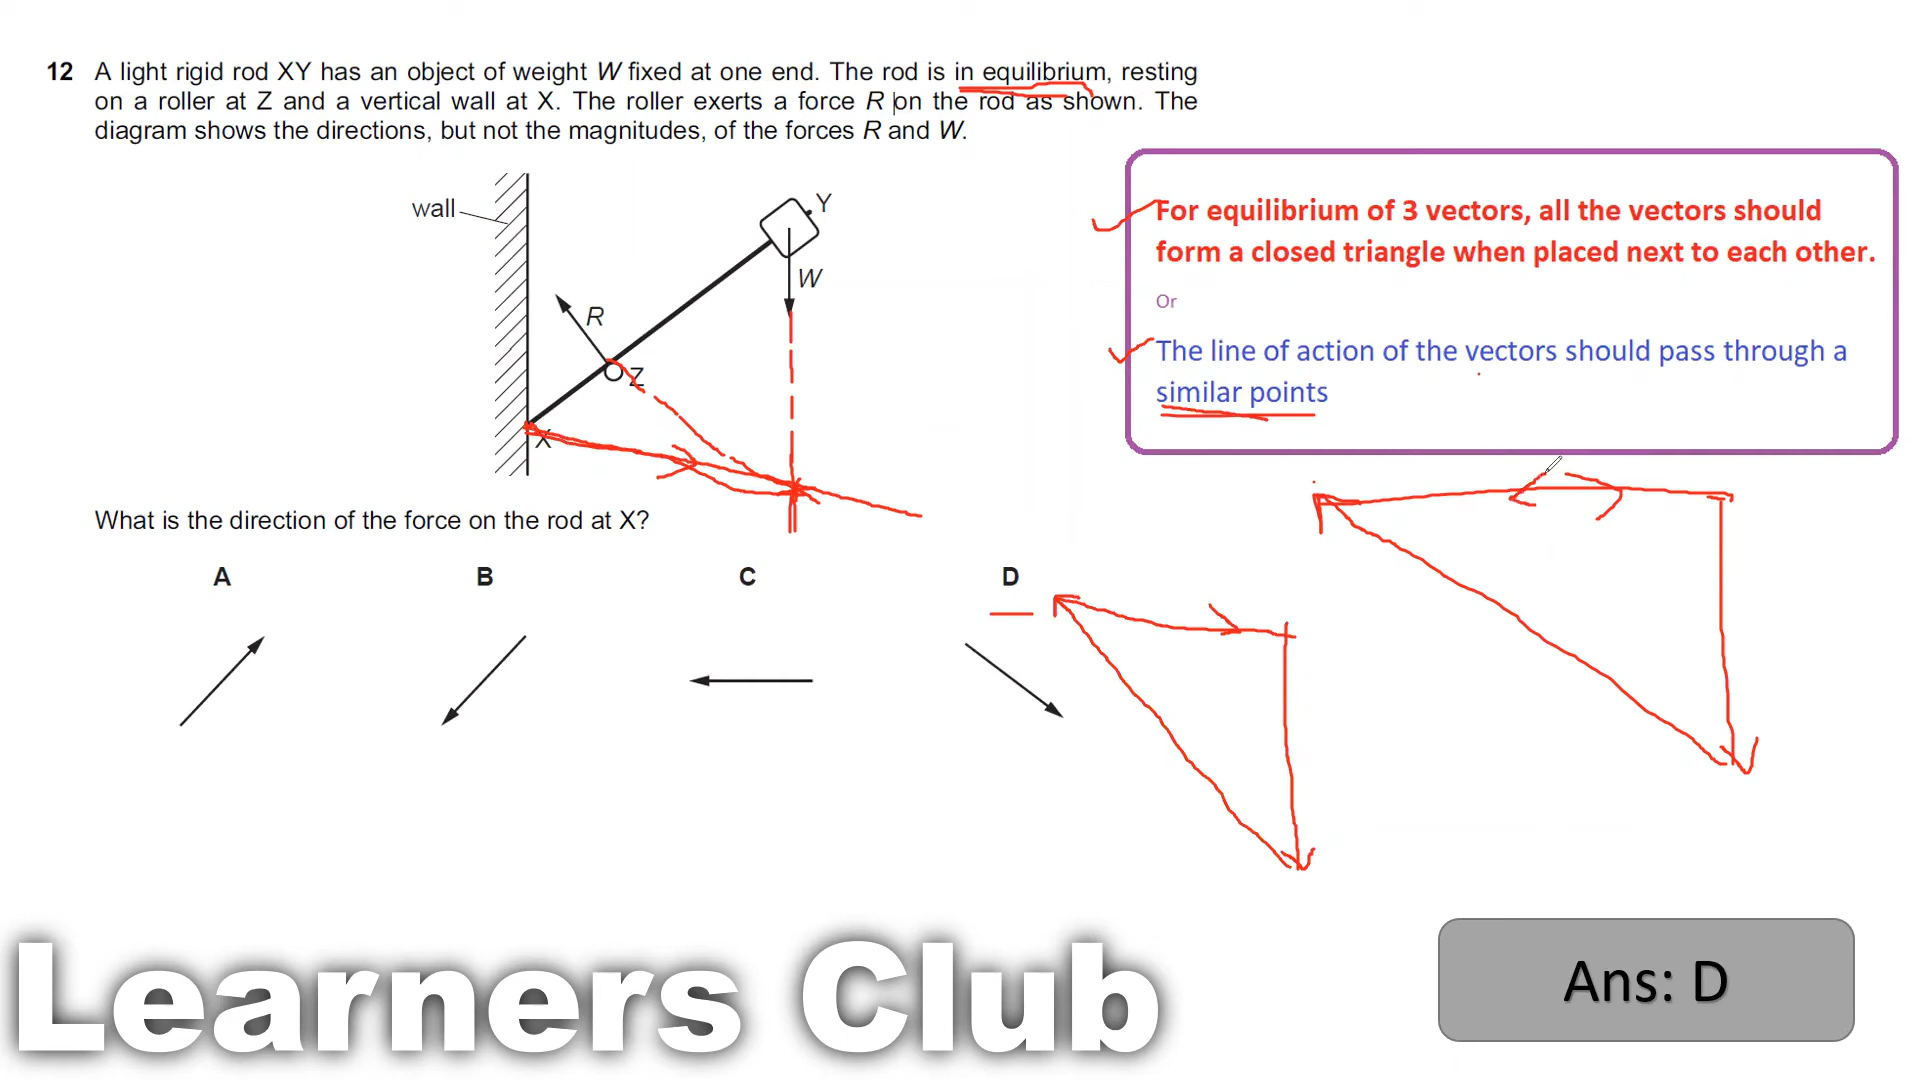 12 A light rigid rod XY has an object of weight W fixed at one end. The rod is in equilibrium, resting
on a roller at Z and a vertical wall at X. The roller exerts a force R on the rod as shown. The
diagram shows the directions, but not the magnitudes, of the forces R and W.
For equilibrium of 3 vectors, all the vectors should
form a closed triangle when placed next to each other.
Or
The line of action of the vectors should pass through a
similar points
wall
Y
W
R
Z
X
What is the direction of the force on the rod at X?
A B C D
Learners Club
Ans: D